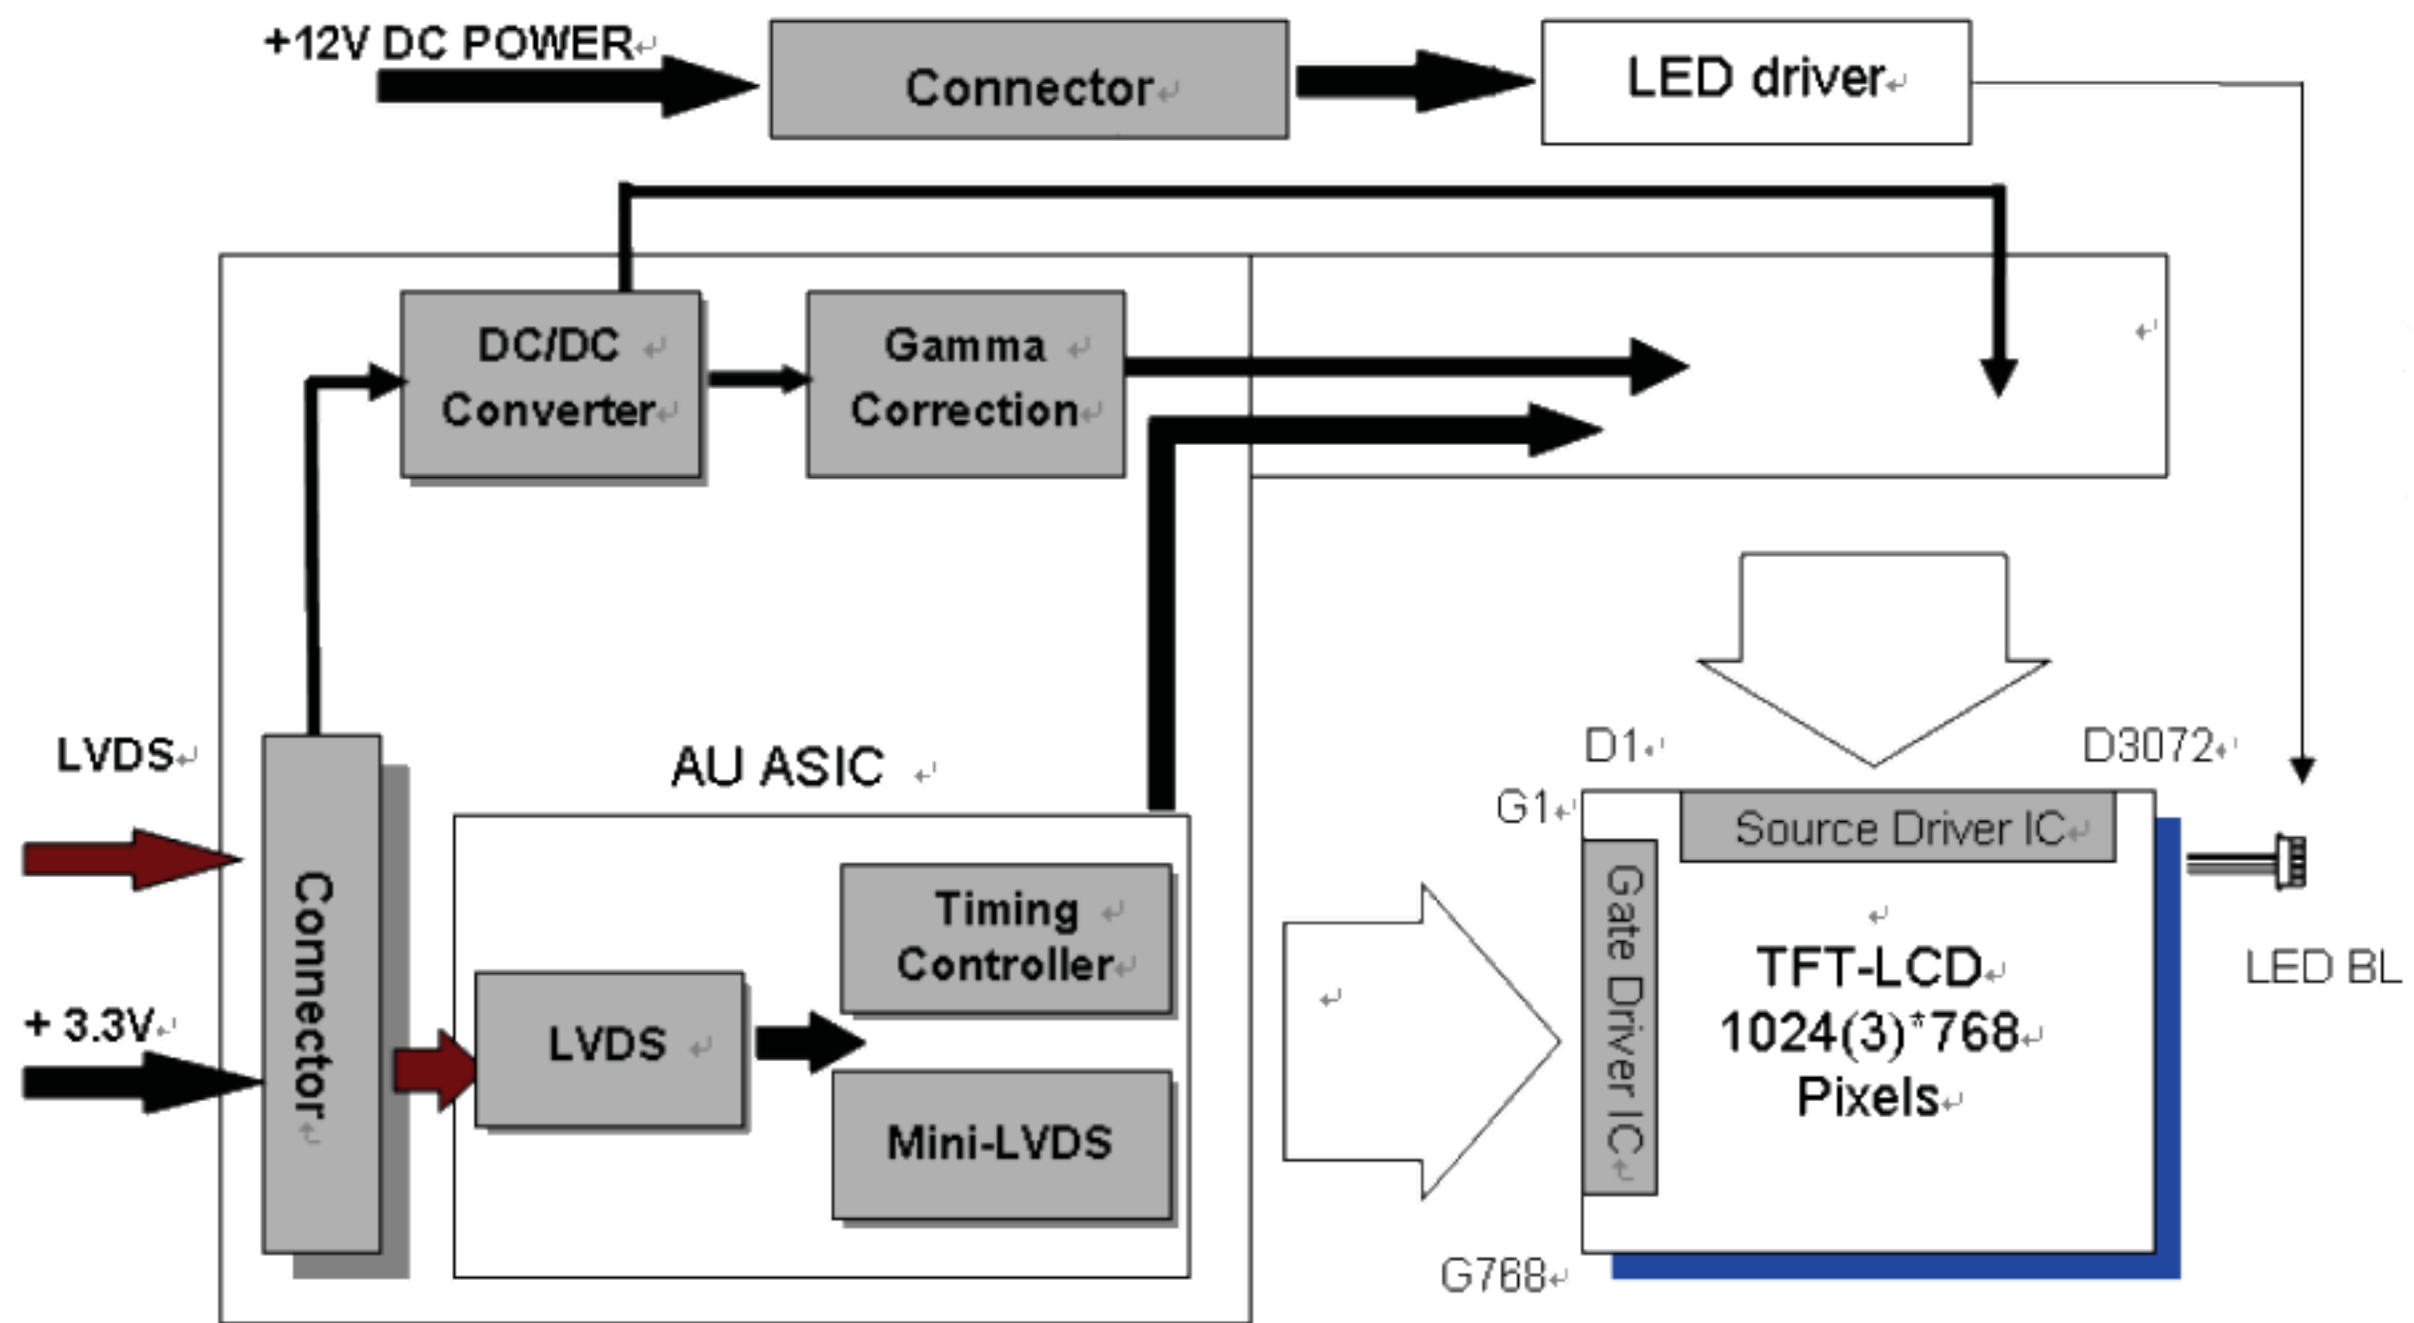 +12V DC POWER
Connector
LED driver
DC/DC
Converter
Gamma
Correction
LVDS
+ 3.3V
Connector
AU ASIC
LVDS
Timing
Controller
Mini-LVDS
D1
D3072
G1
G768
Source Driver IC
Gate Driver IC
TFT-LCD
1024(3)*768
Pixels
LED BL